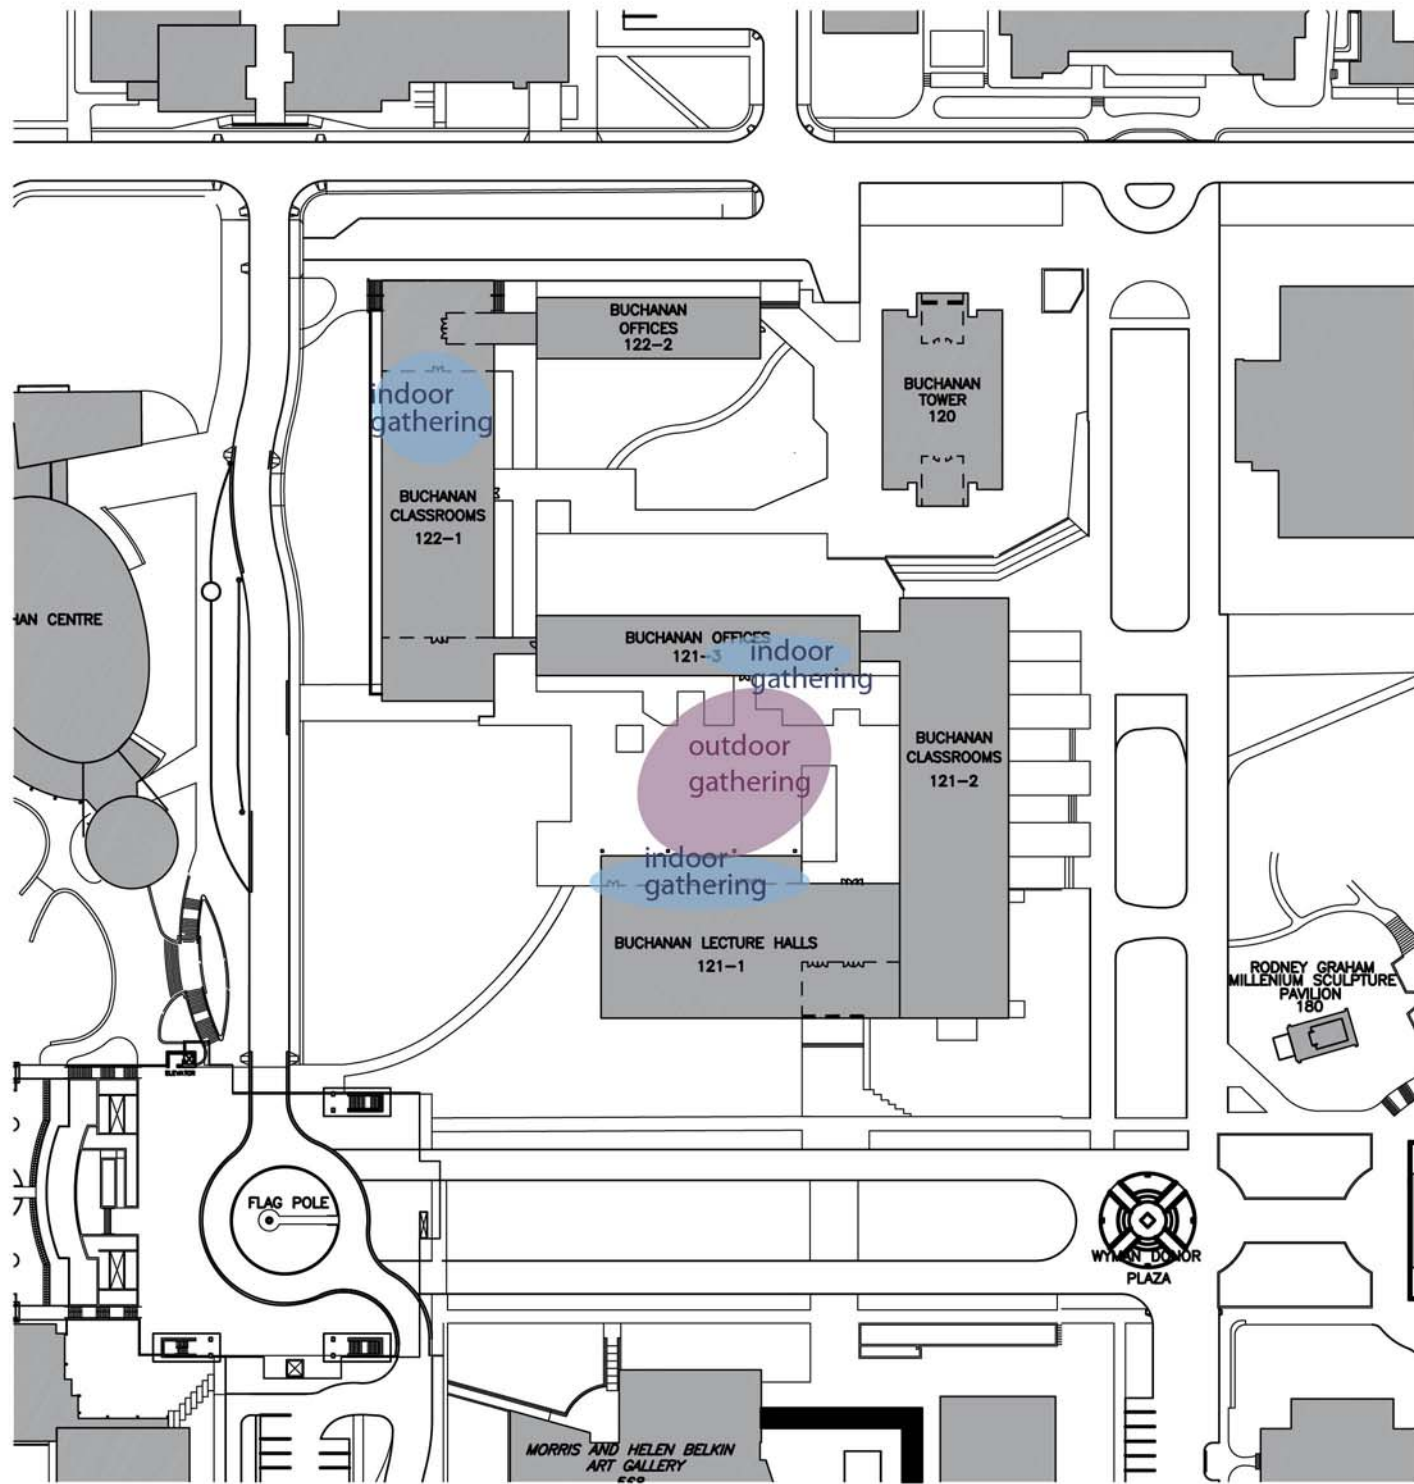 BUCHANAN
OFFICES
122-2
BUCHANAN
TOWER
120
indoor
gathering
BUCHANAN
CLASSROOMS
122-1
HAN CENTRE
BUCHANAN OFFICES
121-3
indoor
gathering
outdoor
gathering
BUCHANAN
CLASSROOMS
121-2
indoor
gathering
BUCHANAN LECTURE HALLS
121-1
RODNEY GRAHAM
MILLENIUM SCULPTURE
PAVILION
180
ELEVATOR
FLAG POLE
WYMAN DONOR
PLAZA
MORRIS AND HELEN BELKIN
ART GALLERY
568